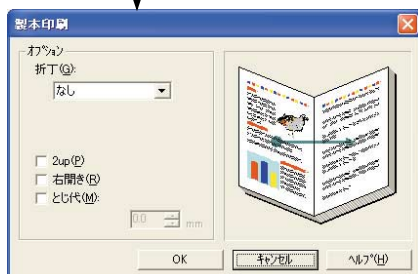 製本印刷
オプション
折丁(G):
なし
2up(P)
右開き(R)
とじ代(M):
0.0 mm
OK キャンセル ヘルプ(H)